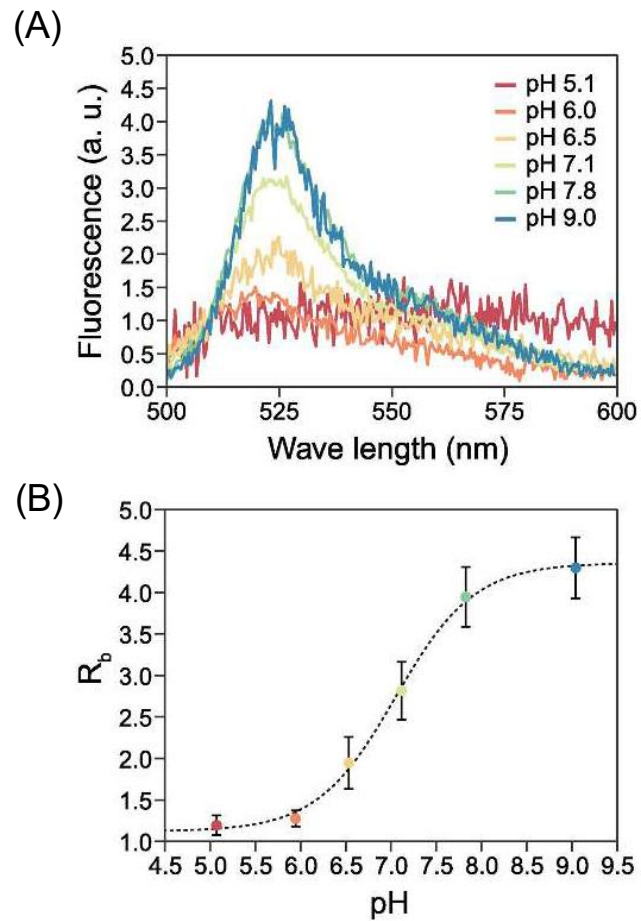 (A)
Fluorescence (a. u.)
5.0
4.5
4.0
3.5
3.0
2.5
2.0
1.5
1.0
0.5
0.0
pH 5.1
pH 6.0
pH 6.5
pH 7.1
pH 7.8
pH 9.0
500 525 550 575 600
Wave length (nm)
(B)
R_b
5.0
4.5
4.0
3.5
3.0
2.5
2.0
1.5
1.0
4.5 5.0 5.5 6.0 6.5 7.0 7.5 8.0 8.5 9.0 9.5
pH